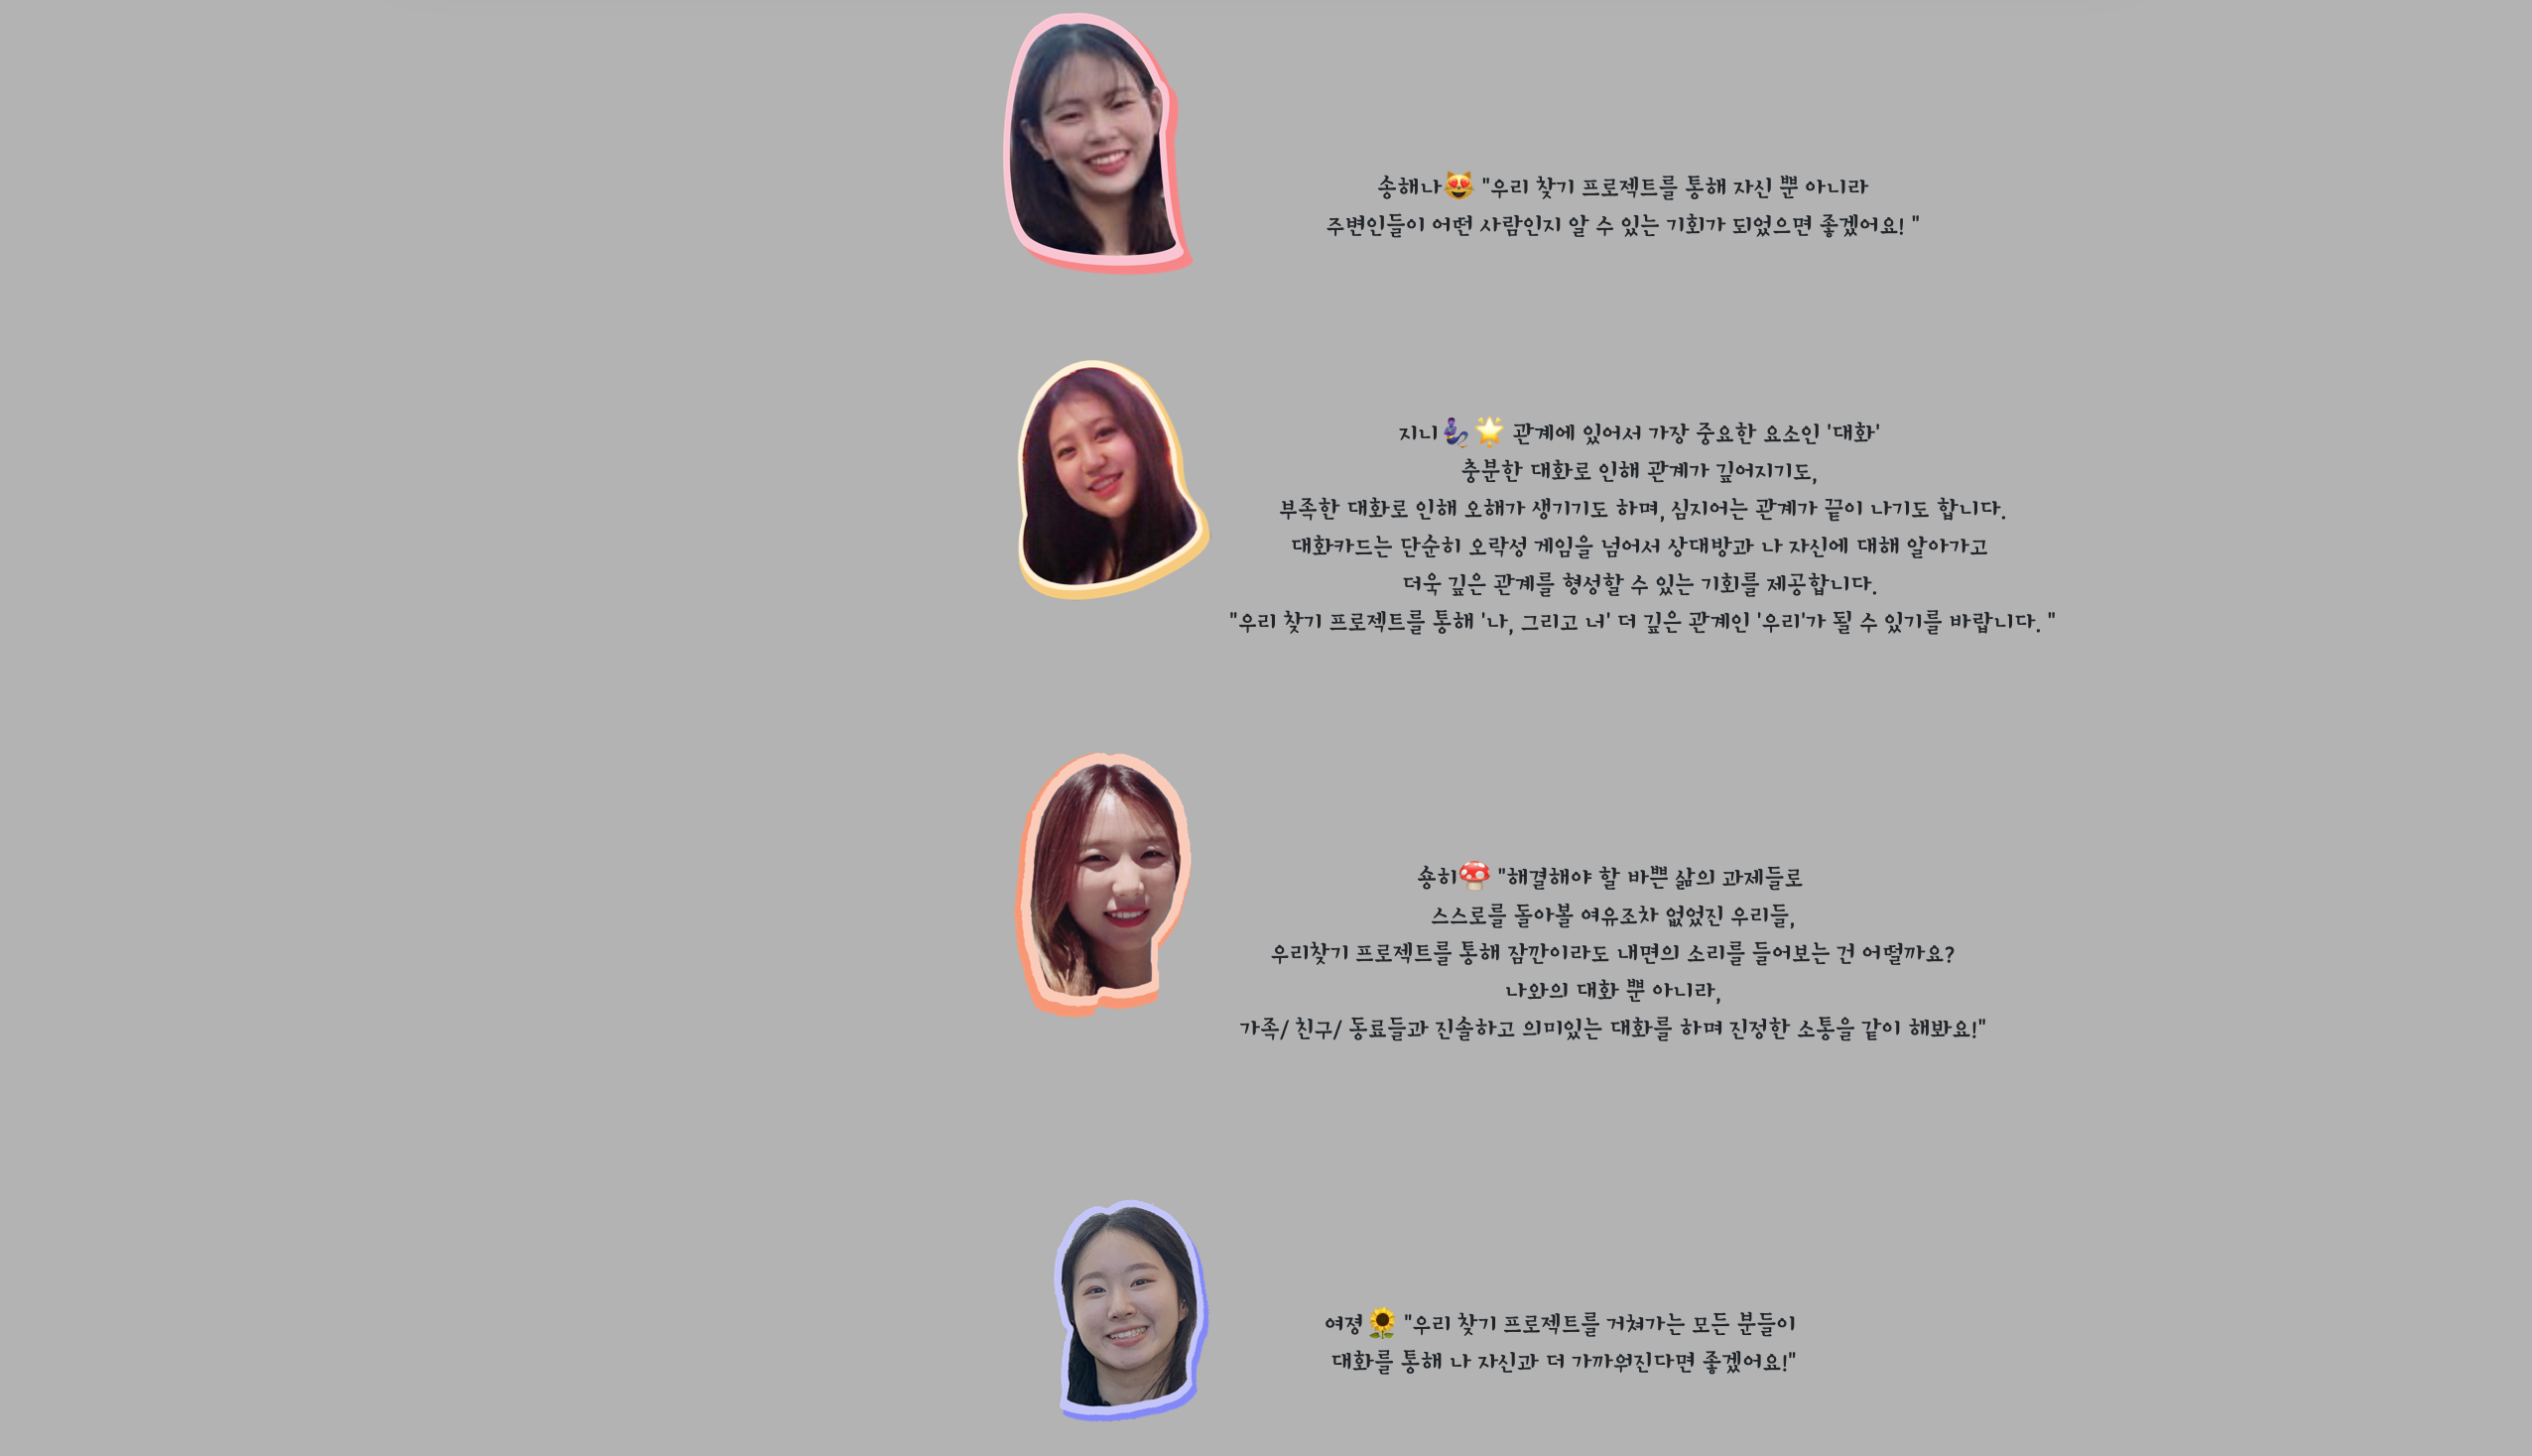 송해나😻 "우리 찾기 프로젝트를 통해 자신 뿐 아니라
주변인들이 어떤 사람인지 알 수 있는 기회가 되었으면 좋겠어요! "
지니🧞‍♂️🌟 관계에 있어서 가장 중요한 요소인 '대화'
충분한 대화로 인해 관계가 깊어지기도,
부족한 대화로 인해 오해가 생기기도 하며, 심지어는 관계가 끝이 나기도 합니다.
대화카드는 단순히 오락성 게임을 넘어서 상대방과 나 자신에 대해 알아가고
더욱 깊은 관계를 형성할 수 있는 기회를 제공합니다.
"우리 찾기 프로젝트를 통해 '나, 그리고 너' 더 깊은 관계인 '우리'가 될 수 있기를 바랍니다. "
숑히🍄 "해결해야 할 바쁜 삶의 과제들로
스스로를 돌아볼 여유조차 없었진 우리들,
우리찾기 프로젝트를 통해 잠깐이라도 내면의 소리를 들어보는 건 어떨까요?
나와의 대화 뿐 아니라,
가족/ 친구/ 동료들과 진솔하고 의미있는 대화를 하며 진정한 소통을 같이 해봐요!"
여졍🌻 "우리 찾기 프로젝트를 거쳐가는 모든 분들이
대화를 통해 나 자신과 더 가까워진다면 좋겠어요!"